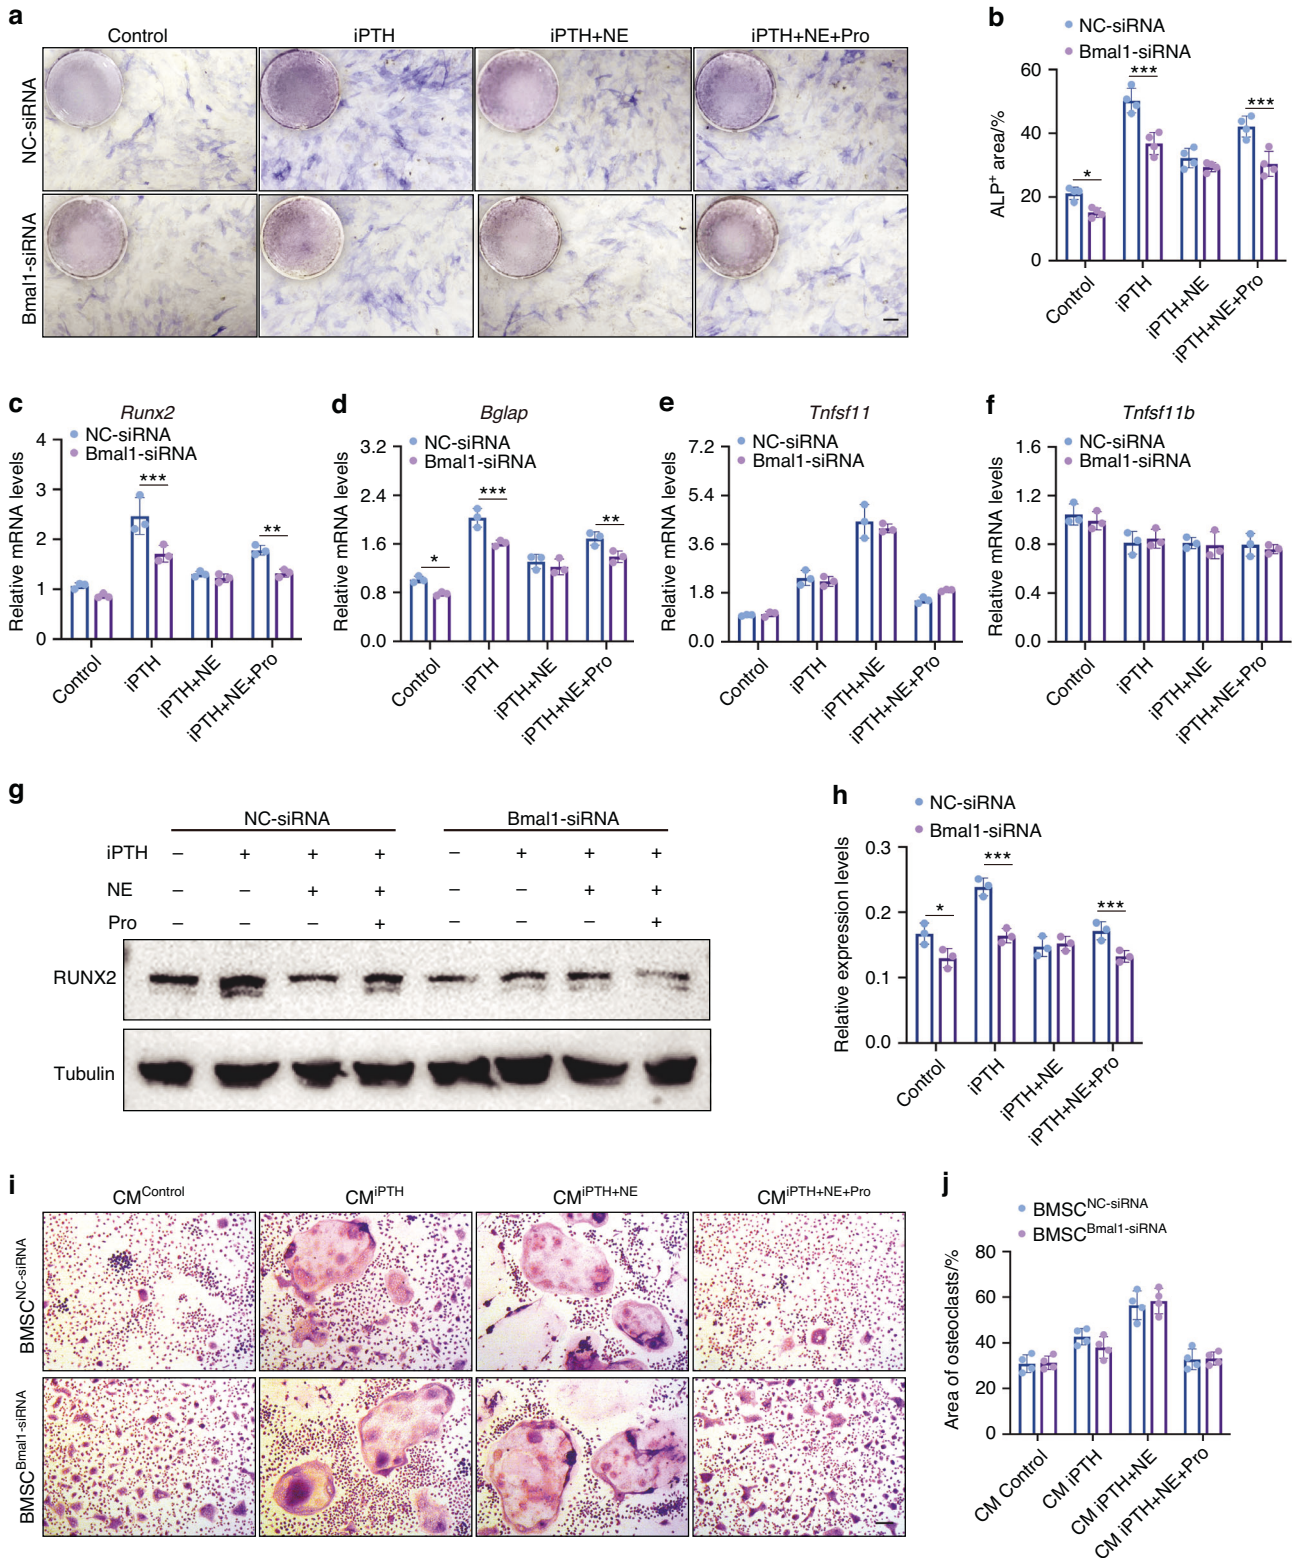 a
Control iPTH iPTH+NE iPTH+NE+Pro
NC-siRNA
Bmal1-siRNA
b
NC-siRNA
Bmal1-siRNA
ALP+ area/%
60
40
20
0
***
*
***
Control iPTH iPTH+NE iPTH+NE+Pro
c
Runx2
NC-siRNA
Bmal1-siRNA
Relative mRNA levels
4
3
2
1
0
***
**
Control iPTH iPTH+NE iPTH+NE+Pro
d
Bglap
NC-siRNA
Bmal1-siRNA
Relative mRNA levels
3.2
2.4
1.6
0.8
0.0
*
***
**
Control iPTH iPTH+NE iPTH+NE+Pro
e
Tnfsf11
NC-siRNA
Bmal1-siRNA
Relative mRNA levels
7.2
5.4
3.6
1.8
0.0
Control iPTH iPTH+NE iPTH+NE+Pro
f
Tnfsf11b
NC-siRNA
Bmal1-siRNA
Relative mRNA levels
1.6
1.2
0.8
0.4
0.0
Control iPTH iPTH+NE iPTH+NE+Pro
g
NC-siRNA Bmal1-siRNA
iPTH – + + + – + + +
NE – – + + – – + +
Pro – – – + – – – +
RUNX2
Tubulin
h
NC-siRNA
Bmal1-siRNA
Relative expression levels
0.3
0.2
0.1
0.0
*
***
***
Control iPTH iPTH+NE iPTH+NE+Pro
i
CMControl CMiPTH CMiPTH+NE CMiPTH+NE+Pro
BMSCNC-siRNA
BMSCBmal1-siRNA
j
BMSCNC-siRNA
BMSCBmal1-siRNA
Area of osteoclasts/%
80
60
40
20
0
CM Control CM iPTH CM iPTH+NE CM iPTH+NE+Pro